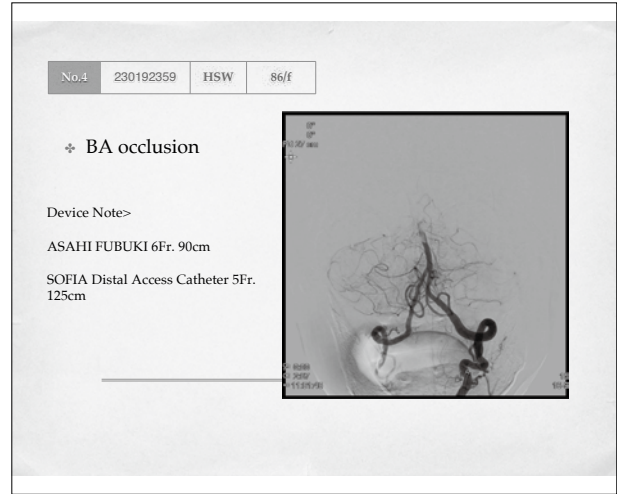 No.4 230192359 HSW 86/f
BA occlusion
Device Note>
ASAHI FUBUKI 6Fr. 90cm
SOFIA Distal Access Catheter 5Fr.
125cm